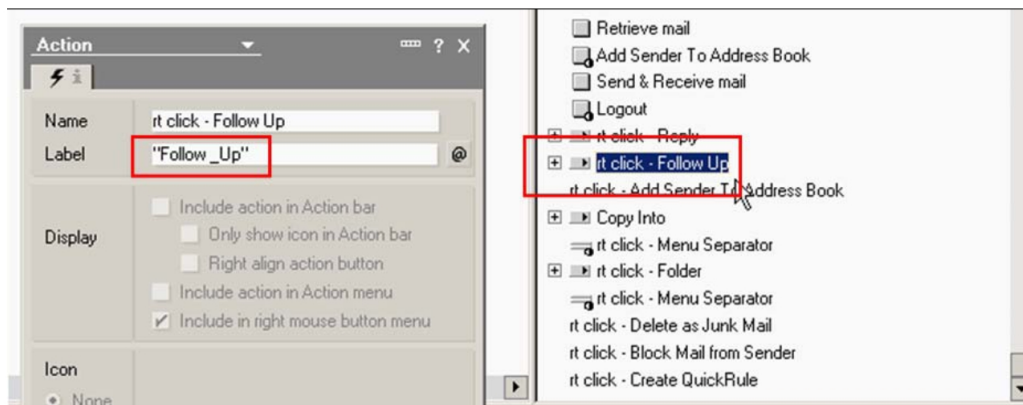 Action ? X
i
Name rt click - Follow Up
Label "Follow _Up" @
Display
Include action in Action bar
Only show icon in Action bar
Right align action button
Include action in Action menu
Include in right mouse button menu
Icon
None
Retrieve mail
Add Sender To Address Book
Send & Receive mail
Logout
rt click - Reply
rt click - Follow Up
rt click - Add Sender To Address Book
Copy Into
rt click - Menu Separator
rt click - Folder
rt click - Menu Separator
rt click - Delete as Junk Mail
rt click - Block Mail from Sender
rt click - Create QuickRule